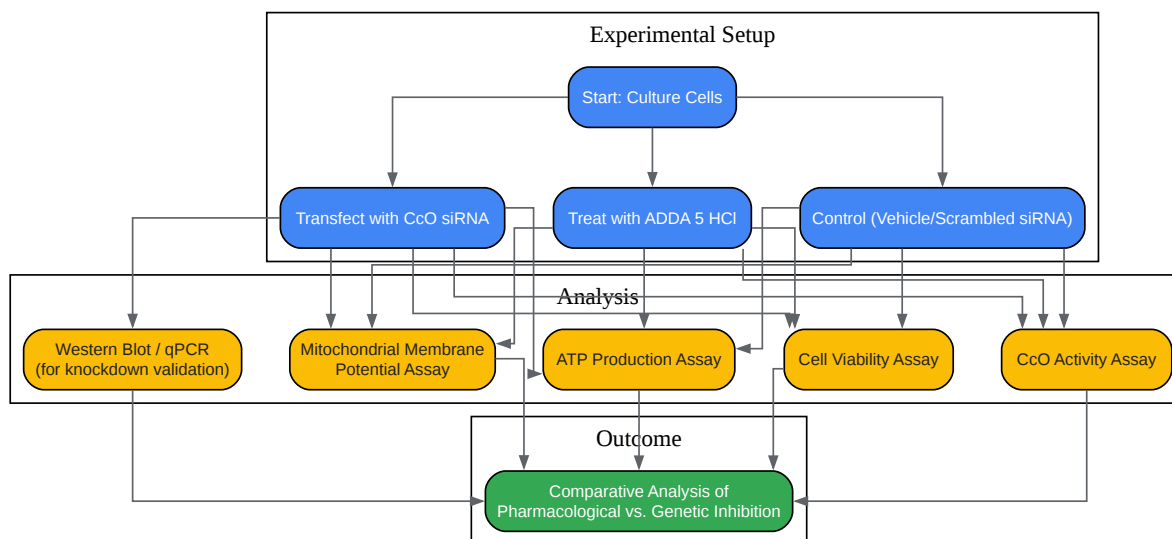 Experimental Setup
Start: Culture Cells
Transfect with CcO siRNA
Treat with ADDA 5 HCl
Control (Vehicle/Scrambled siRNA)
Analysis
Western Blot / qPCR
(for knockdown validation)
Mitochondrial Membrane
Potential Assay
ATP Production Assay
Cell Viability Assay
CcO Activity Assay
Outcome
Comparative Analysis of
Pharmacological vs. Genetic Inhibition